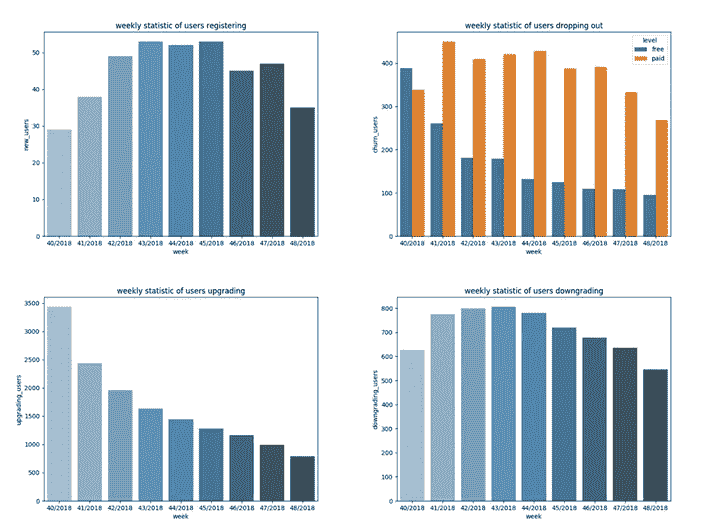 weekly statistic of users registering
new_users
50
40
30
20
10
0
40/2018 41/2018 42/2018 43/2018 44/2018 45/2018 46/2018 47/2018 48/2018
week
weekly statistic of users dropping out
level
free
paid
churn_users
400
300
200
100
0
40/2018 41/2018 42/2018 43/2018 44/2018 45/2018 46/2018 47/2018 48/2018
week
weekly statistic of users upgrading
upgrading_users
3500
3000
2500
2000
1500
1000
500
0
40/2018 41/2018 42/2018 43/2018 44/2018 45/2018 46/2018 47/2018 48/2018
week
weekly statistic of users downgrading
downgrading_users
800
700
600
500
400
300
200
100
0
40/2018 41/2018 42/2018 43/2018 44/2018 45/2018 46/2018 47/2018 48/2018
week